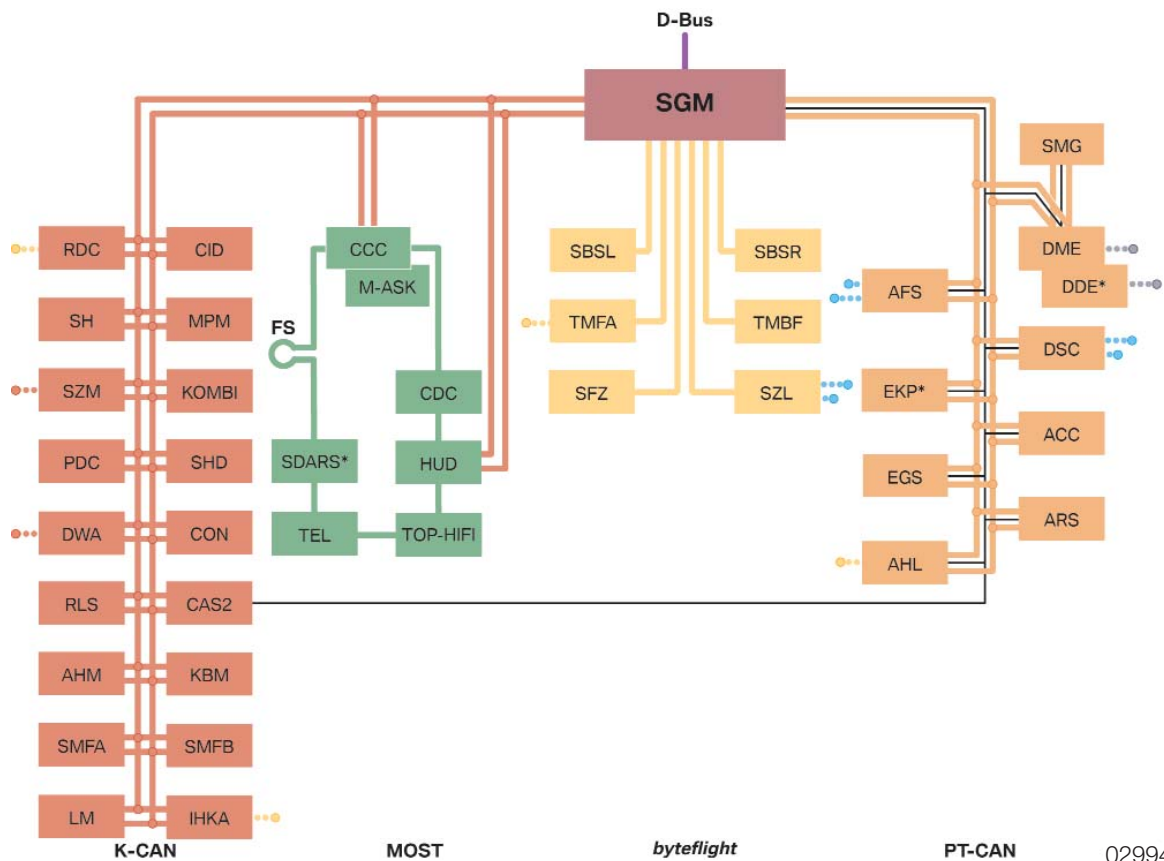 D-Bus
SGM
SMG
RDC CID CCC SBSL SBSR DME
M-ASK DDE*
AFS
SH MPM FS TMFA TMBF
DSC
SZM KOMBI CDC SFZ SZL EKP*
ACC
PDC SHD SDARS* HUD
EGS
DWA CON TEL TOP-HIFI ARS
AHL
RLS CAS2
AHM KBM
SMFA SMFB
LM IHKA
K-CAN MOST byteflight PT-CAN 02994